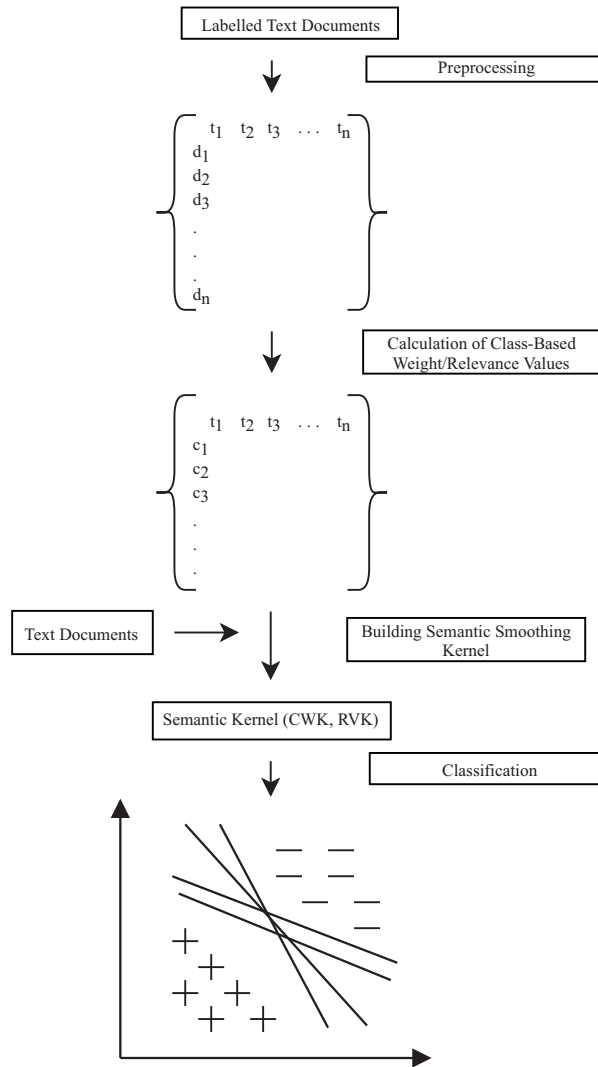 Labelled Text Documents
Preprocessing
t1 t2 t3 ... tn
d1
d2
d3
.
.
.
dn
Calculation of Class-Based
Weight/Relevance Values
t1 t2 t3 ... tn
c1
c2
c3
.
.
.
Text Documents
Building Semantic Smoothing
Kernel
Semantic Kernel (CWK, RVK)
Classification